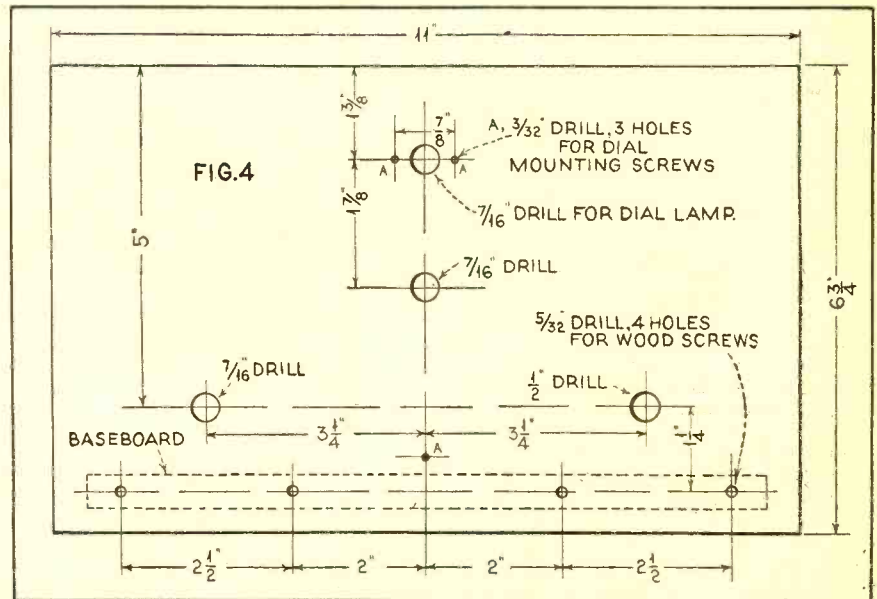 11"
1 3/8"
7/8"
A, 3/32" DRILL, 3 HOLES
FOR DIAL
MOUNTING SCREWS
A
A
FIG.4
7/16" DRILL FOR DIAL LAMP.
1 7/8"
5"
7/16" DRILL
6 3/4"
5/32" DRILL, 4 HOLES
FOR WOOD SCREWS
7/16" DRILL
1/2" DRILL
3 1/4"
3 1/4"
1 1/4"
BASEBOARD
A
2 1/2"
2"
2"
2 1/2"